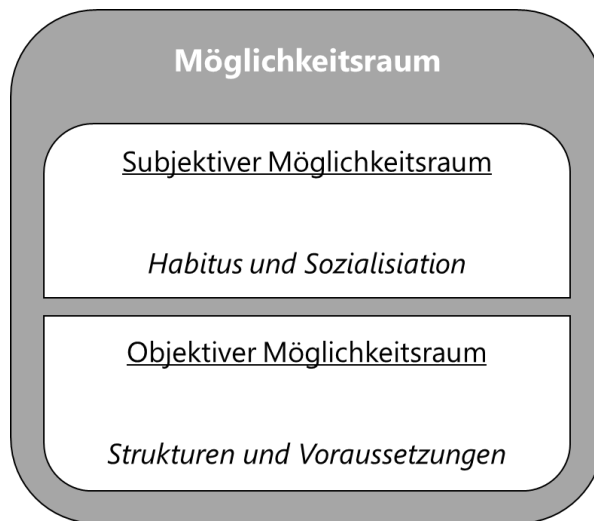 Möglichkeitsraum
Subjektiver Möglichkeitsraum
Habitus und Sozialisiation
Objektiver Möglichkeitsraum
Strukturen und Voraussetzungen